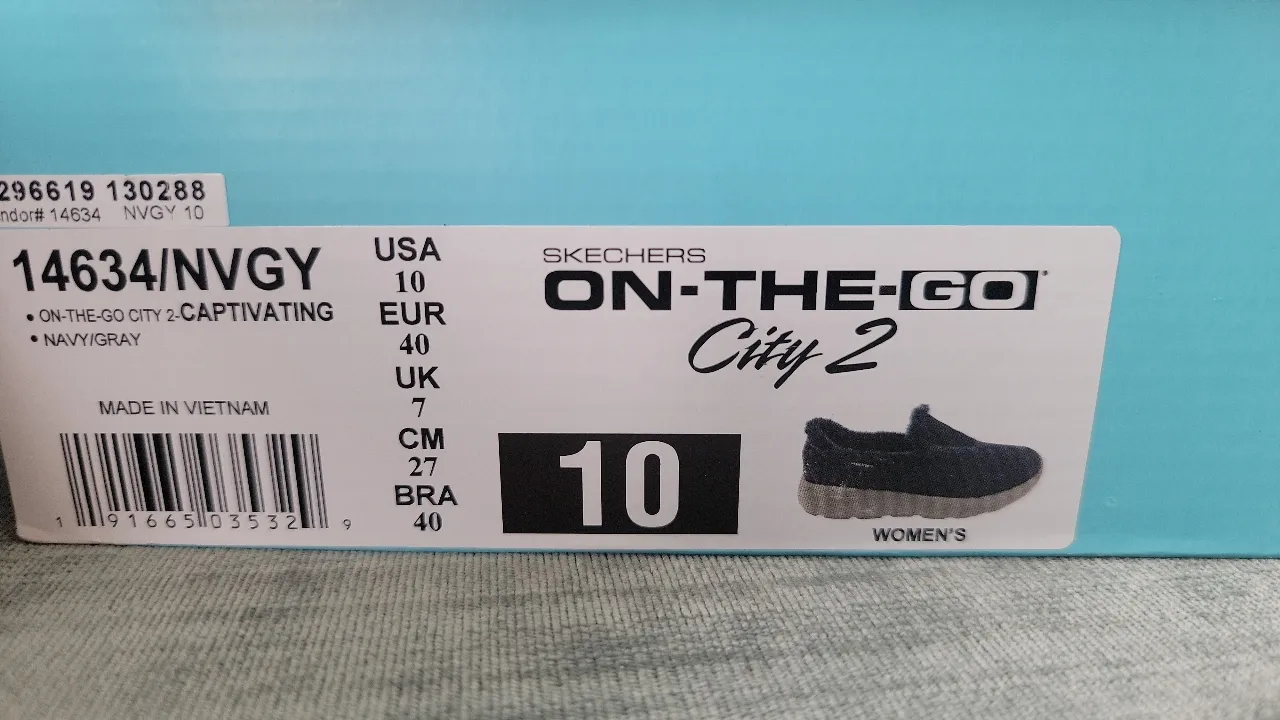 296619 130288
ndor# 14634 NVGY 10
14634/NVGY
• ON-THE-GO CITY 2-CAPTIVATING
• NAVY/GRAY
MADE IN VIETNAM
1 91665 03532 9
USA
10
EUR
40
UK
7
CM
27
BRA
40
SKECHERS
ON-THE-GO
City 2
10
WOMEN'S